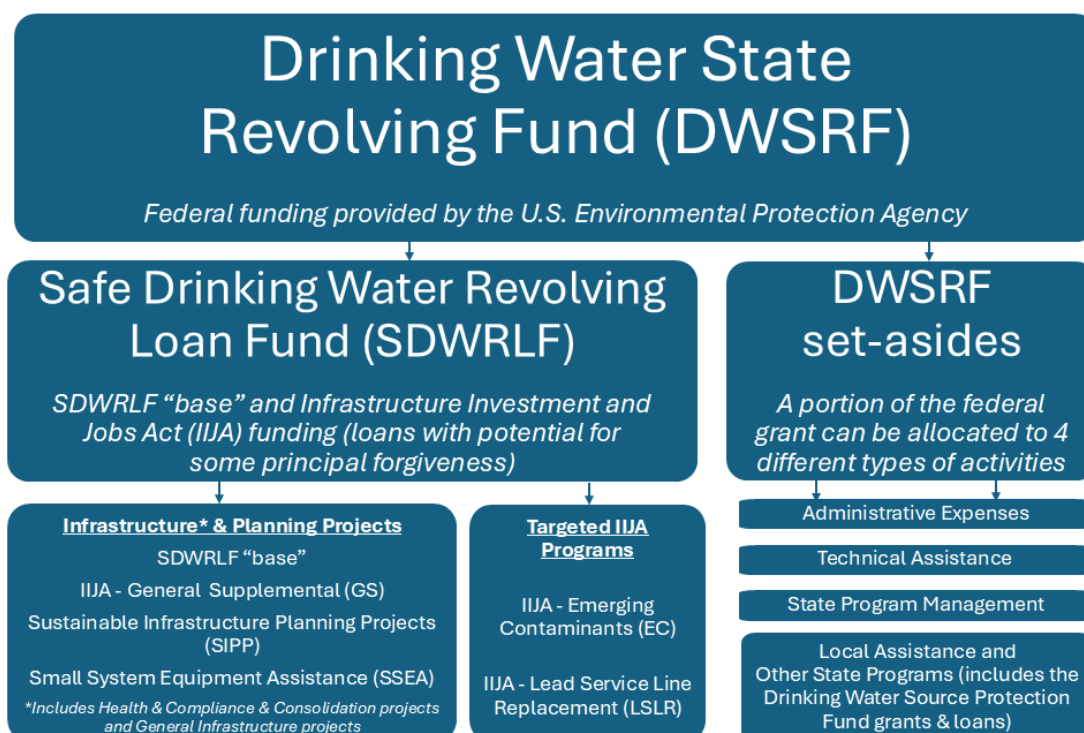 Drinking Water State
Revolving Fund (DWSRF)
Federal funding provided by the U.S. Environmental Protection Agency
Safe Drinking Water Revolving
Loan Fund (SDWRLF)
SDWRLF “base” and Infrastructure Investment and
Jobs Act (IIJA) funding (loans with potential for
some principal forgiveness)
DWSRF
set-asides
A portion of the federal
grant can be allocated to 4
different types of activities
Infrastructure* & Planning Projects
SDWRLF “base”
IIJA - General Supplemental (GS)
Sustainable Infrastructure Planning Projects
(SIPP)
Small System Equipment Assistance (SSEA)
*Includes Health & Compliance & Consolidation projects
and General Infrastructure projects
Targeted IIJA
Programs
IIJA - Emerging
Contaminants (EC)
IIJA - Lead Service Line
Replacement (LSLR)
Administrative Expenses
Technical Assistance
State Program Management
Local Assistance and
Other State Programs (includes the
Drinking Water Source Protection
Fund grants & loans)